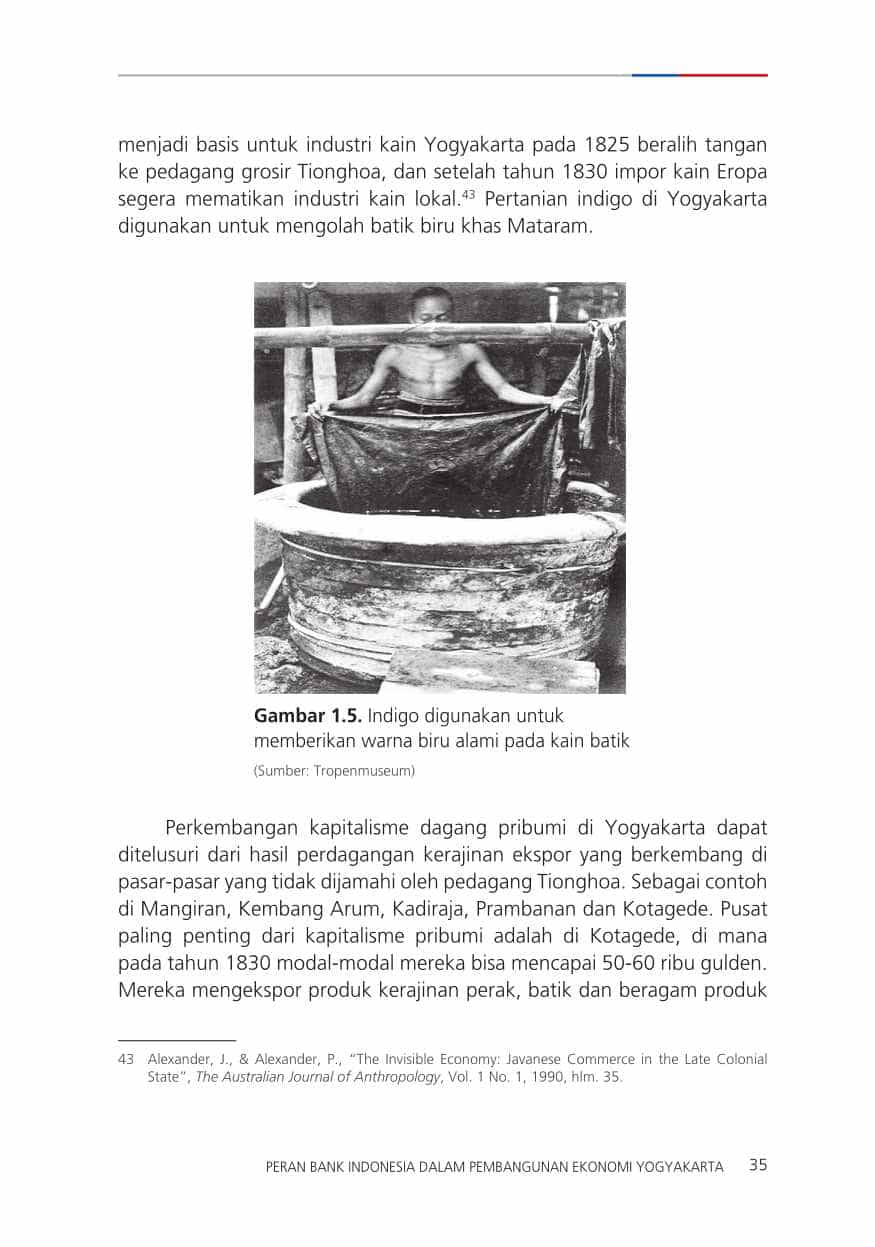 menjadi basis untuk industri kain Yogyakarta pada 1825 beralih tangan
ke pedagang grosir Tionghoa, dan setelah tahun 1830 impor kain Eropa
segera mematikan industri kain lokal.43 Pertanian indigo di Yogyakarta
digunakan untuk mengolah batik biru khas Mataram.
Gambar 1.5. Indigo digunakan untuk
memberikan warna biru alami pada kain batik
(Sumber: Tropenmuseum)
Perkembangan kapitalisme dagang pribumi di Yogyakarta dapat
ditelusuri dari hasil perdagangan kerajinan ekspor yang berkembang di
pasar-pasar yang tidak dijamahi oleh pedagang Tionghoa. Sebagai contoh
di Mangiran, Kembang Arum, Kadiraja, Prambanan dan Kotagede. Pusat
paling penting dari kapitalisme pribumi adalah di Kotagede, di mana
pada tahun 1830 modal-modal mereka bisa mencapai 50-60 ribu gulden.
Mereka mengekspor produk kerajinan perak, batik dan beragam produk
43 Alexander, J., & Alexander, P., “The Invisible Economy: Javanese Commerce in the Late Colonial
State”, The Australian Journal of Anthropology, Vol. 1 No. 1, 1990, hlm. 35.
PERAN BANK INDONESIA DALAM PEMBANGUNAN EKONOMI YOGYAKARTA 35